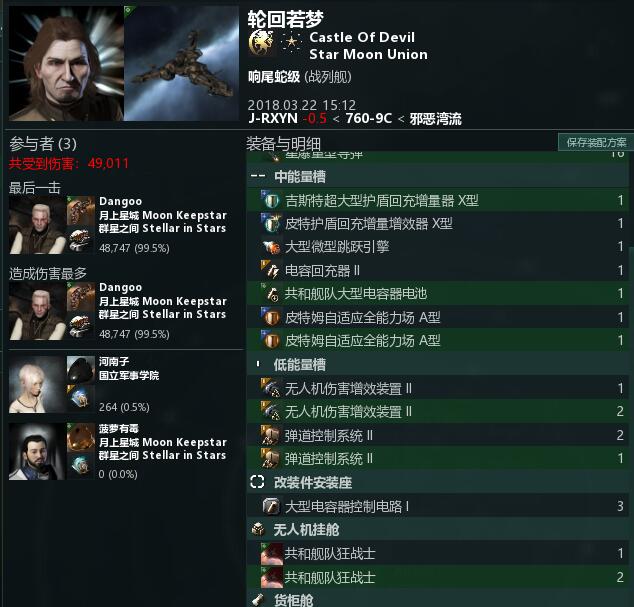 轮回若梦
Castle Of Devil
Star Moon Union
响尾蛇级 (战列舰)
2018.03.22 15:12
J-RXYN -0.5 < 760-9C < 邪恶湾流
参与者 (3)
共受到伤害: 49,011
最后一击
Dangoo
月上星城 Moon Keepstar
群星之间 Stellar in Stars
48,747 (99.5%)
造成伤害最多
Dangoo
月上星城 Moon Keepstar
群星之间 Stellar in Stars
48,747 (99.5%)
河南子
国立军事学院
264 (0.5%)
菠萝有毒
月上星城 Moon Keepstar
群星之间 Stellar in Stars
0 (0.0%)
装备与明细
保存装配方案
星爆重型导弹 16
中能量槽
吉斯特超大型护盾回充增量器 X型 1
皮特护盾回充增量增效器 X型 1
大型微型跳跃引擎 1
电容回充器 II 1
共和舰队大型电容器电池 1
皮特姆自适应全能力场 A型 1
皮特姆自适应全能力场 A型 1
低能量槽
无人机伤害增效装置 II 1
无人机伤害增效装置 II 2
弹道控制系统 II 2
弹道控制系统 II 1
改装件安装座
大型电容器控制电路 I 3
无人机挂舱
共和舰队狂战士 1
共和舰队狂战士 2
货柜舱